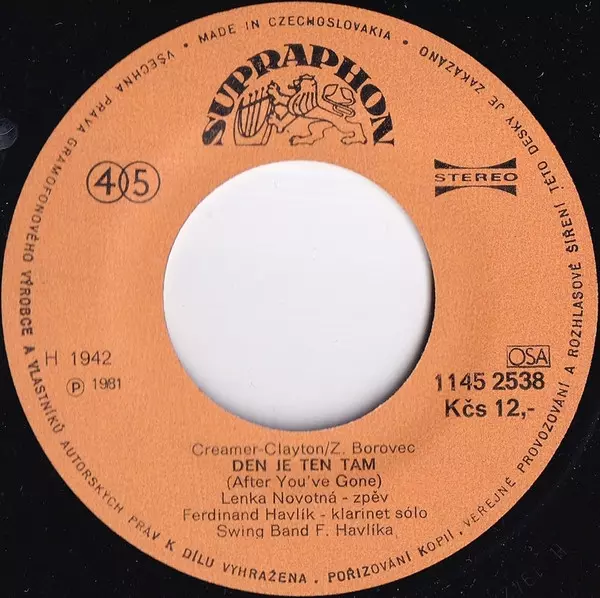 VŠECHNA PRÁVA GRAMOFONOVÉHO VÝROBCE A VLASTNÍKŮ AUTORSKÝCH PRÁV K DÍLU VYHRAŽENA. POŘIZOVÁNÍ KOPIÍ, VEŘEJNÉ PROVOZOVÁNÍ A ROZHLASOVÉ ŠÍŘENÍ TÉTO DESKY JE ZAKÁZÁNO
• MADE IN CZECHOSLOVAKIA •
SUPRAPHON
45
STEREO
H 1942
Ⓟ 1981
OSA
1145 2538
Kčs 12,-
Creamer-Clayton/Z. Borovec
DEN JE TEN TAM
(After You've Gone)
Lenka Novotná - zpěv
Ferdinand Havlík - klarinet sólo
Swing Band F. Havlíka